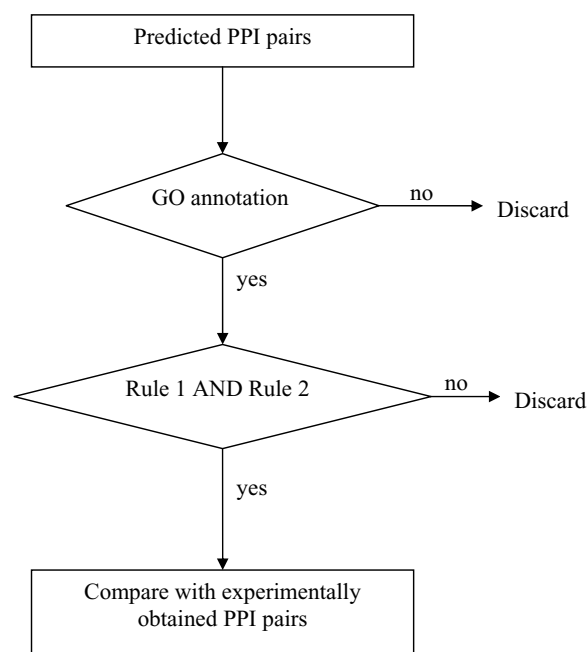 Predicted PPI pairs
GO annotation
no
Discard
yes
Rule 1 AND Rule 2
no
Discard
yes
Compare with experimentally
obtained PPI pairs